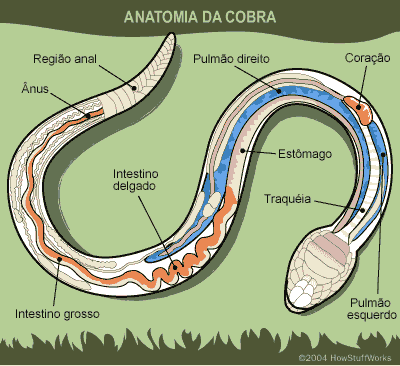 ANATOMIA DA COBRA
Região anal
Pulmão direito
Coração
Ânus
Estômago
Intestino
delgado
Traquéia
Intestino grosso
Pulmão
esquerdo
©2004 HowStuffWorks